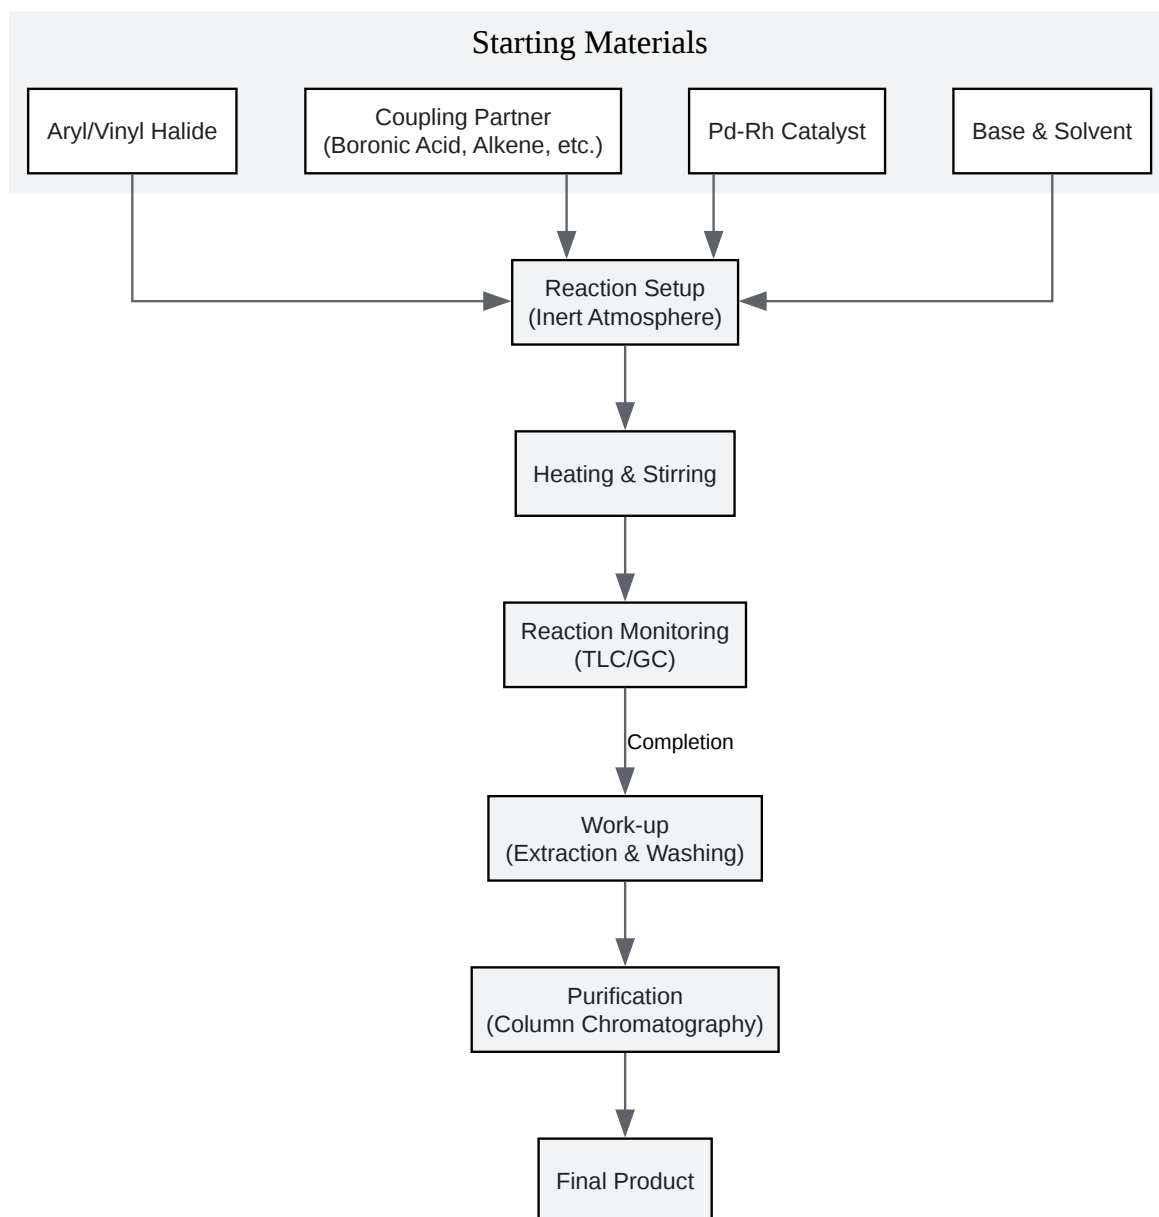 Starting Materials
Aryl/Vinyl Halide
Coupling Partner
(Boronic Acid, Alkene, etc.)
Pd-Rh Catalyst
Base & Solvent
Reaction Setup
(Inert Atmosphere)
Heating & Stirring
Reaction Monitoring
(TLC/GC)
Completion
Work-up
(Extraction & Washing)
Purification
(Column Chromatography)
Final Product